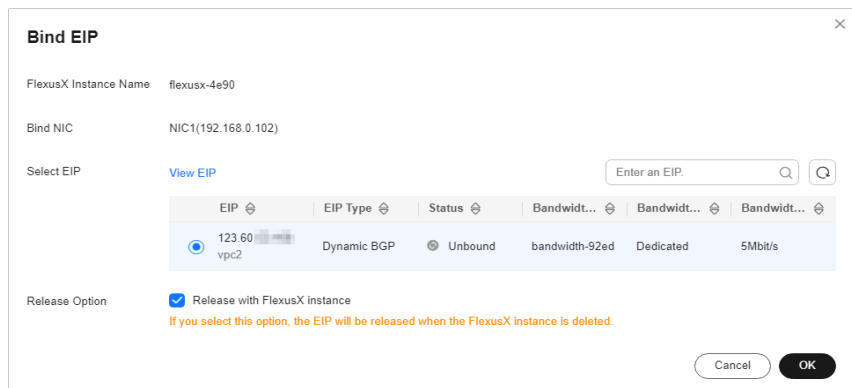 Bind EIP
FlexusX Instance Name flexusx-4e90
Bind NIC NIC1(192.168.0.102)
Select EIP View EIP Enter an EIP.
EIP EIP Type Status Bandwidt... Bandwidt... Bandwidt...
123.60 Dynamic BGP Unbound bandwidth-92ed Dedicated 5Mbit/s
vpc2
Release Option Release with FlexusX instance
If you select this option, the EIP will be released when the FlexusX instance is deleted.
Cancel OK